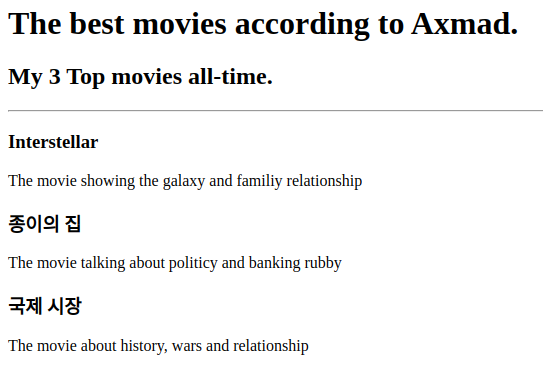 The best movies according to Axmad.
My 3 Top movies all-time.
Interstellar
The movie showing the galaxy and familiy relationship
종이의 집
The movie talking about politicy and banking rubby
국제 시장
The movie about history, wars and relationship